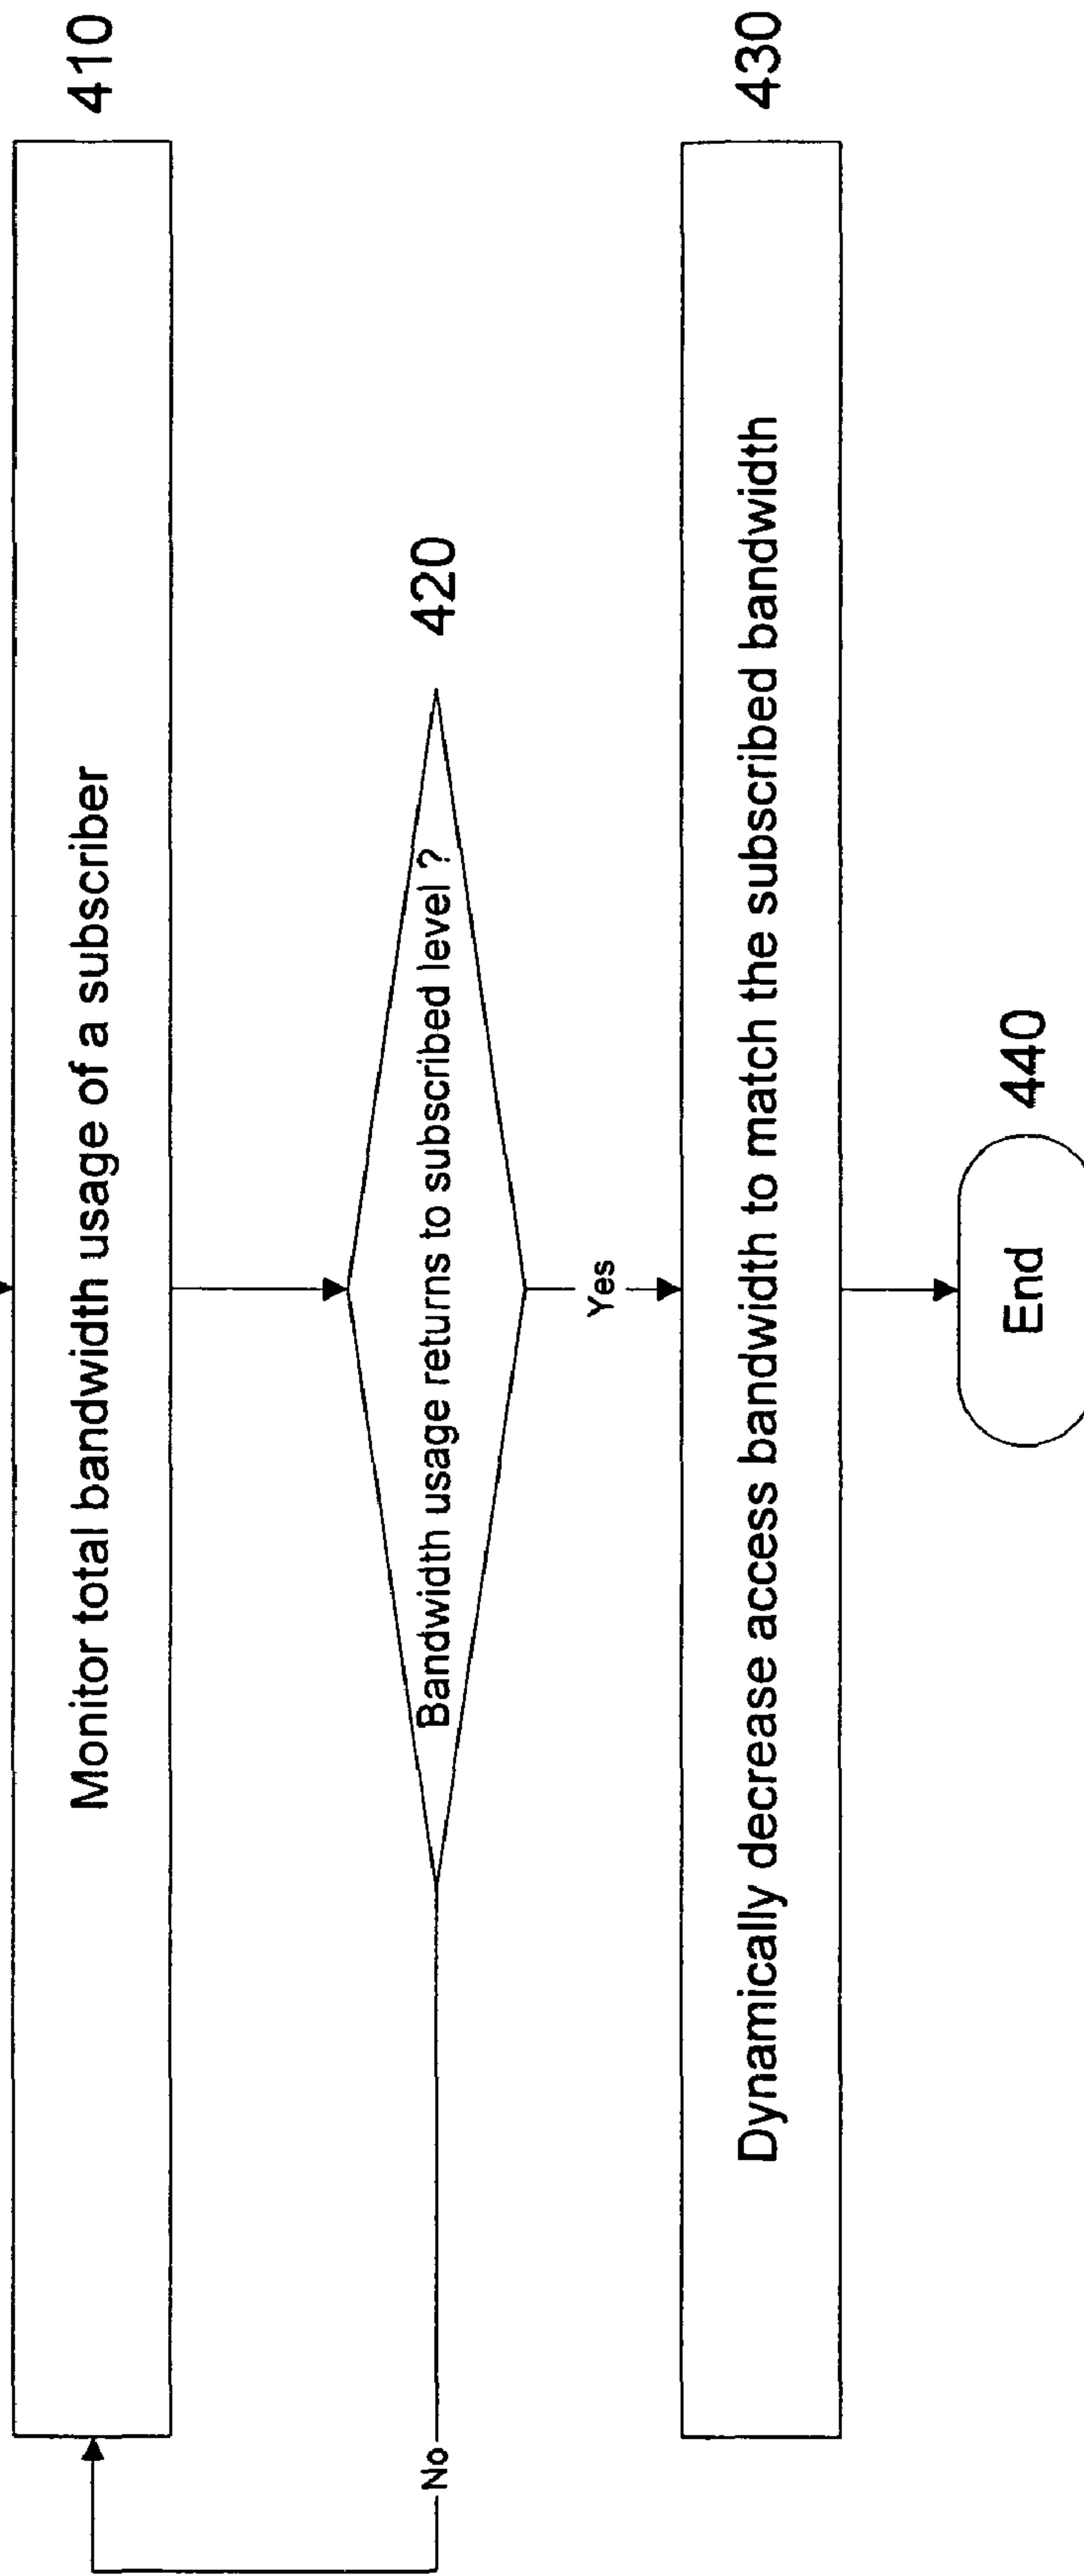 Monitor total bandwidth usage of a subscriber
410
Bandwidth usage returns to subscribed level ?
420
No
Yes
Dynamically decrease access bandwidth to match the subscribed bandwidth
430
End
440